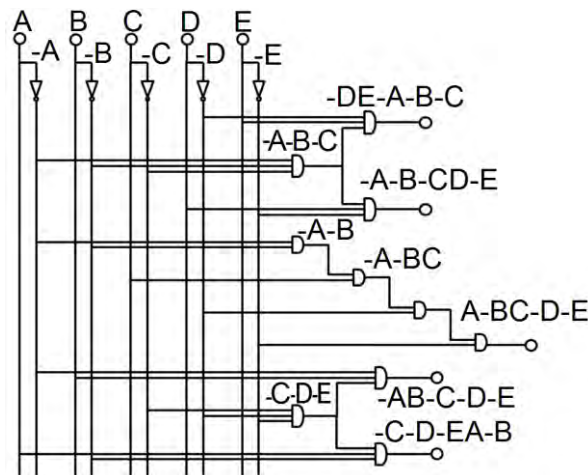 A B C D E
-A -B -C -D -E
-DE-A-B-C
-A-B-C
-A-B-CD-E
-A-B
-A-BC
A-BC-D-E
-C-D-E
-AB-C-D-E
-C-D-EA-B